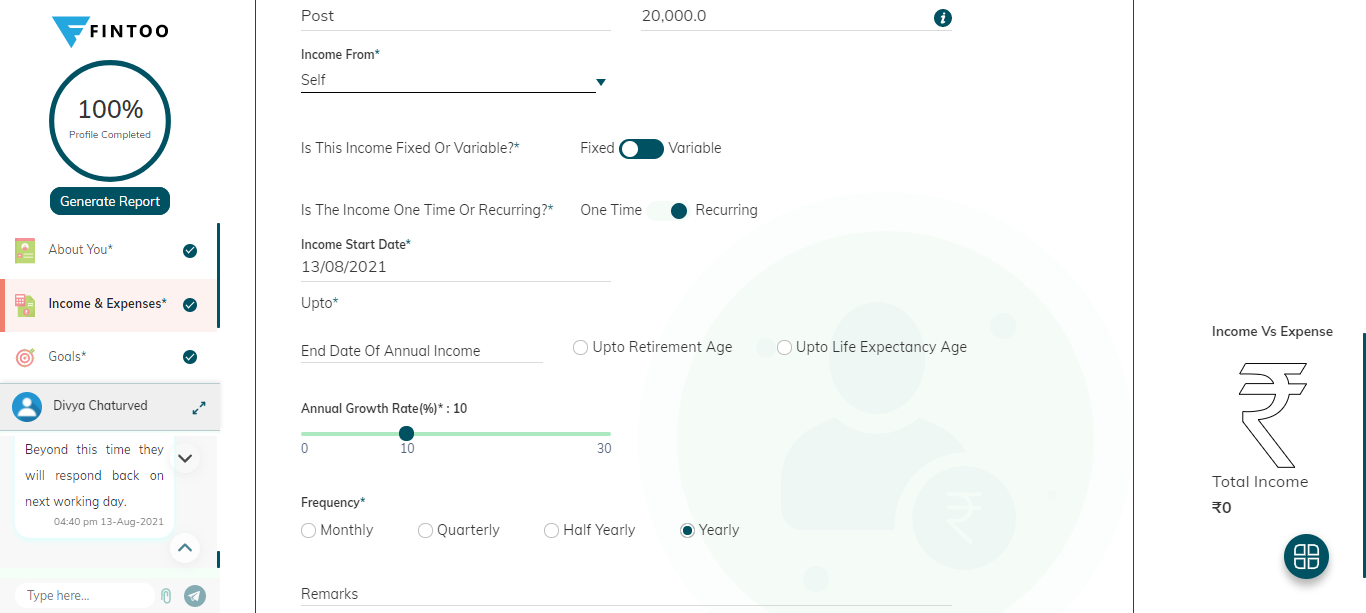 FINTOO
100%
Profile Completed
Generate Report
About You*
Income & Expenses*
Goals*
Divya Chaturved
Beyond this time they
will respond back on
next working day.
04:40 pm 13-Aug-2021
Type here...
Post
20,000.0
Income From*
Self
Is This Income Fixed Or Variable?*
Fixed
Variable
Is The Income One Time Or Recurring?*
One Time
Recurring
Income Start Date*
13/08/2021
Upto*
End Date Of Annual Income
Upto Retirement Age
Upto Life Expectancy Age
Annual Growth Rate(%)* : 10
0
10
30
Frequency*
Monthly
Quarterly
Half Yearly
Yearly
Remarks
Income Vs Expense
₹
Total Income
₹0